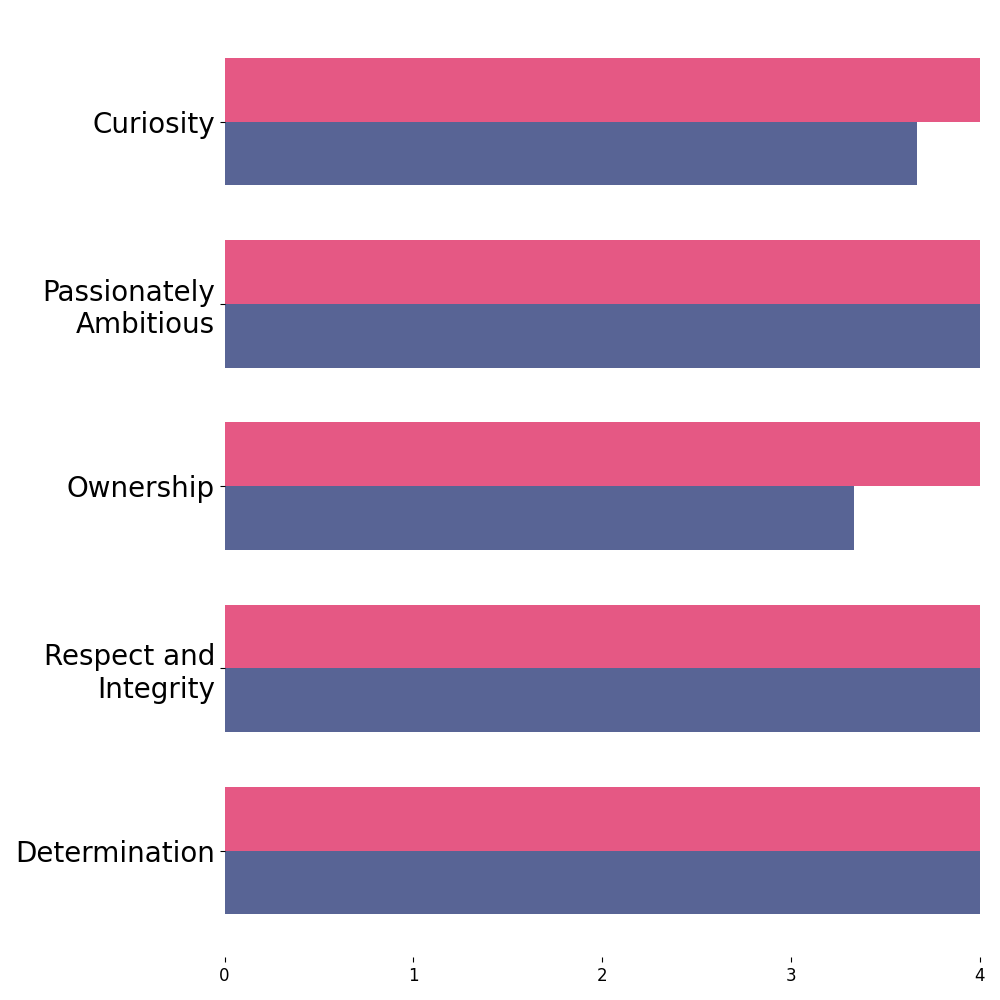 Curiosity
Passionately
Ambitious
Ownership
Respect and
Integrity
Determination
0 1 2 3 4